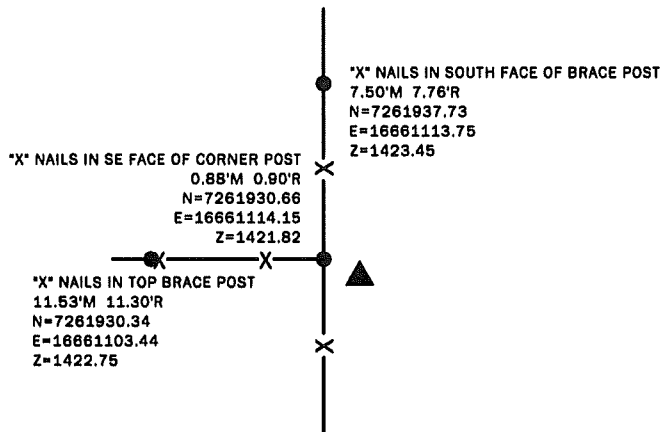 "X" NAILS IN SOUTH FACE OF BRACE POST
7.50'M 7.76'R
N=7261937.73
E=16661113.75
Z=1423.45
"X" NAILS IN SE FACE OF CORNER POST
0.88'M 0.90'R
N=7261930.66
E=16661114.15
Z=1421.82
"X" NAILS IN TOP BRACE POST
11.53'M 11.30'R
N=7261930.34
E=16661103.44
Z=1422.75